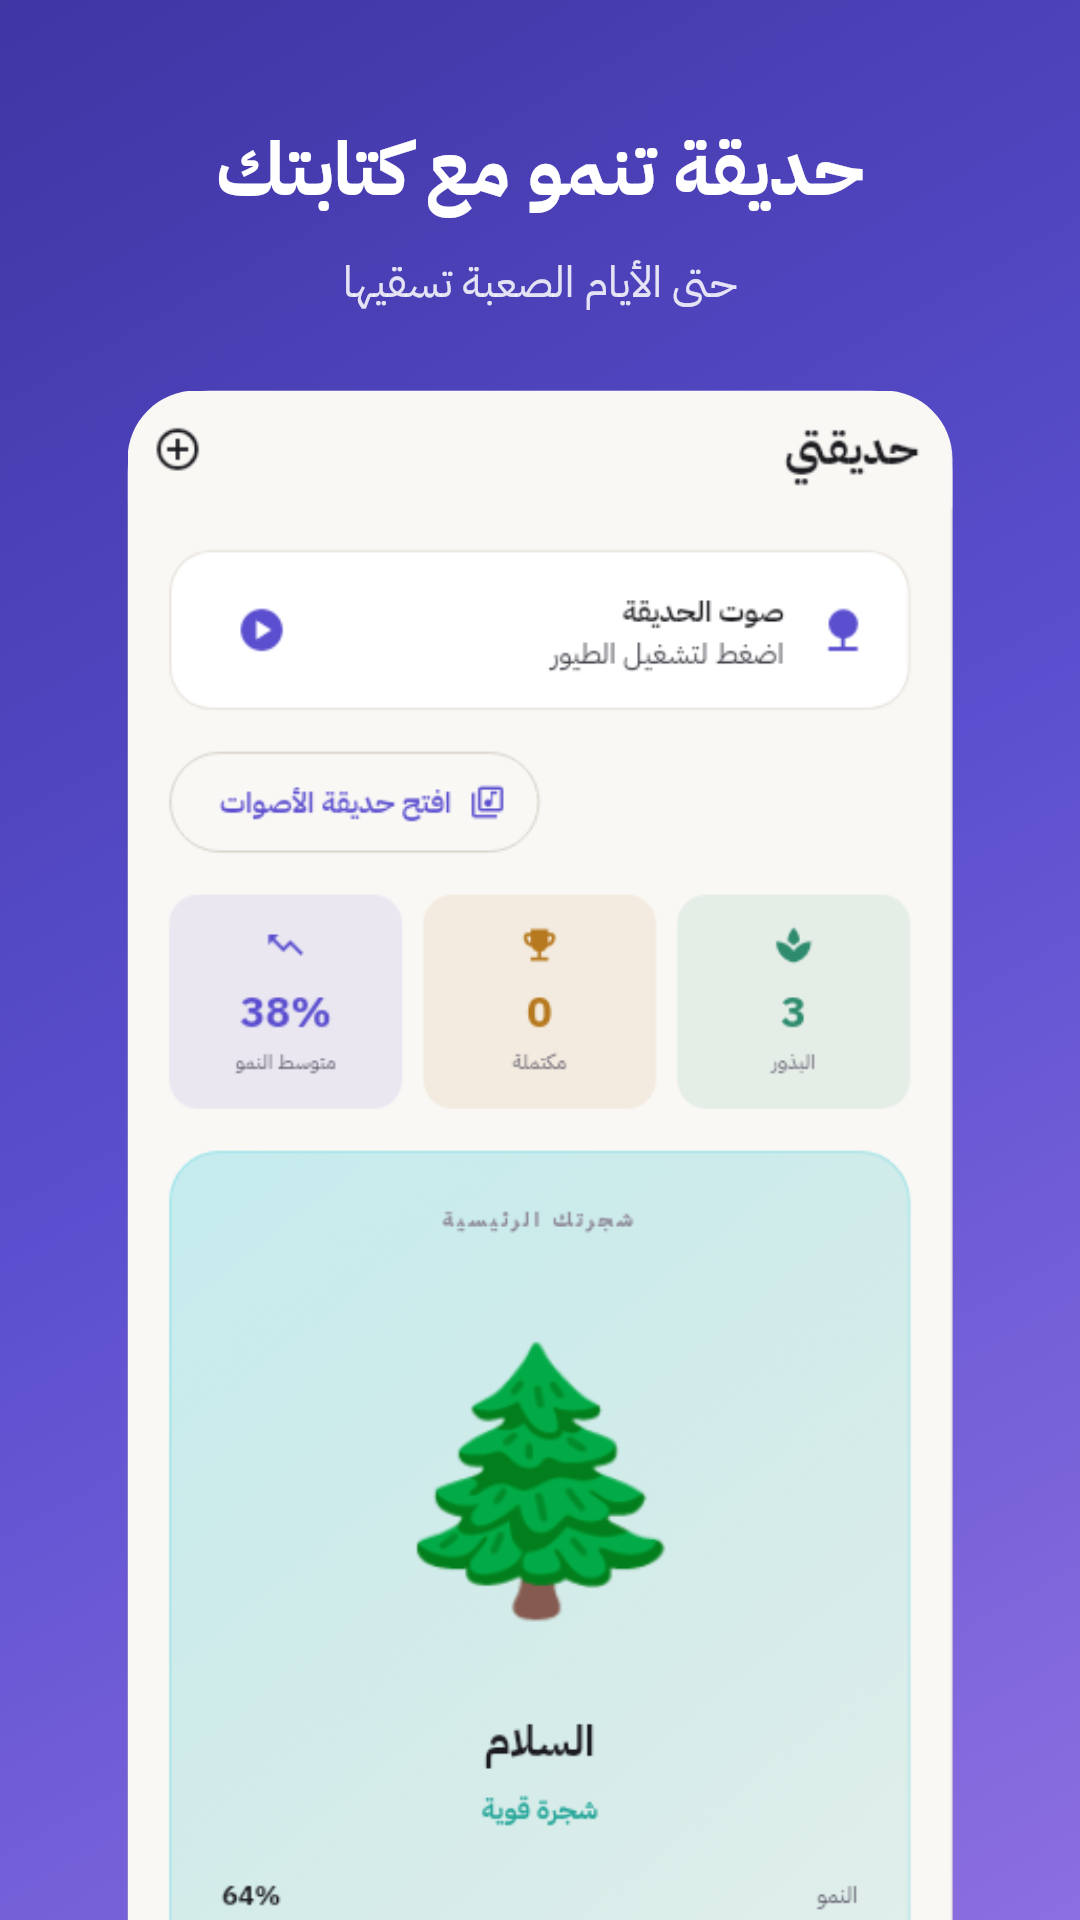 حديقة تنمو مع كتابتك
حتى الأيام الصعبة تسقيها
حديقتي
صوت الحديقة
اضغط لتشغيل الطيور
افتح حديقة الأصوات
3
البذور
0
مكتملة
38%
متوسط النمو
شجرتك الرئيسية
السلام
شجرة قوية
النمو
64%